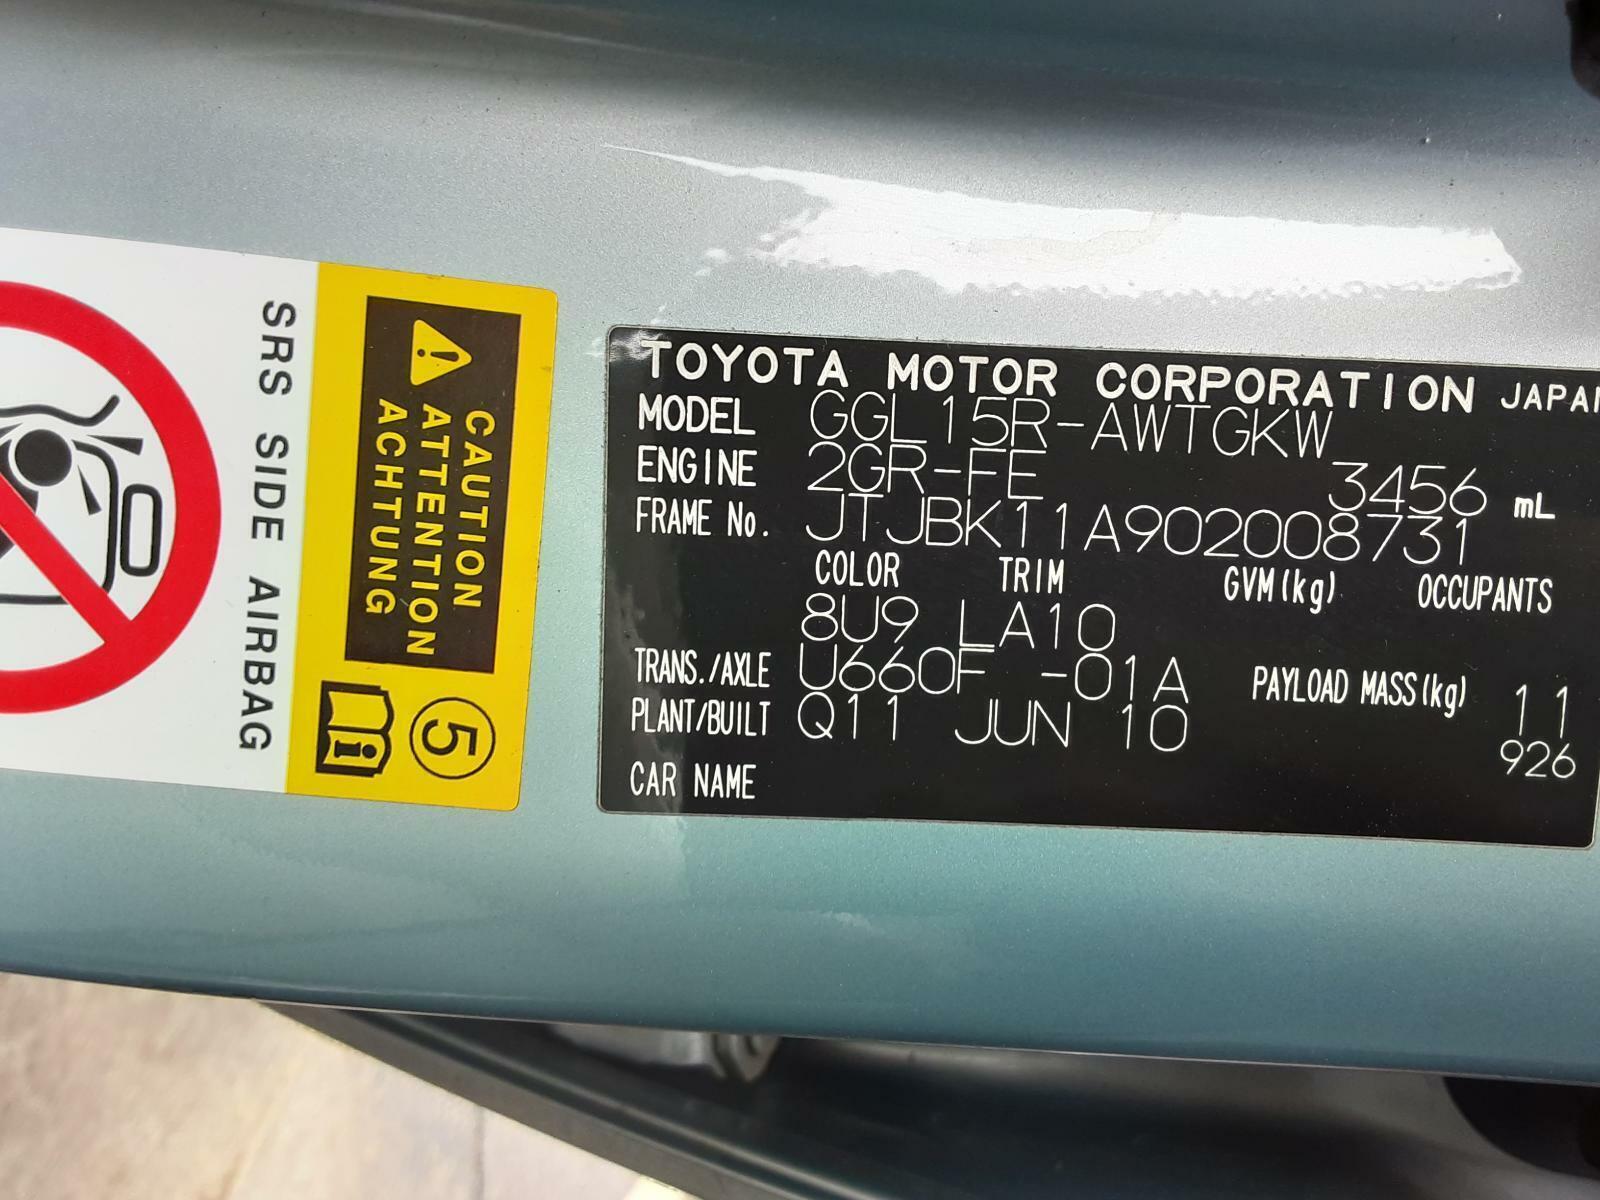 SRS SIDE AIRBAG
CAUTION
ATTENTION
ACHTUNG
5
TOYOTA MOTOR CORPORATION JAPAN
MODEL GGL15R-AWTGKW
ENGINE 2GR-FE 3456 mL
FRAME No. JTJBK11A902008731
COLOR TRIM GVM(kg) OCCUPANTS
8U9 LA10
TRANS./AXLE U660F -01A PAYLOAD MASS(kg) 11
PLANT/BUILT Q11 JUN 10 926
CAR NAME